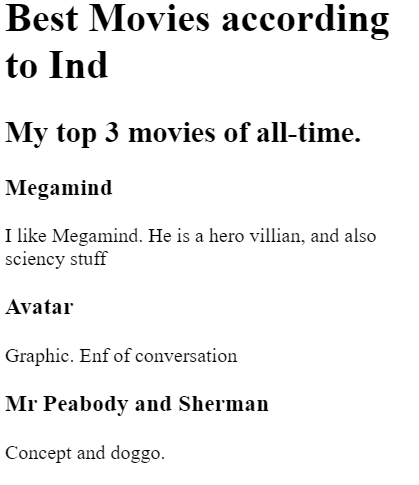 Best Movies according
to Ind
My top 3 movies of all-time.
Megamind
I like Megamind. He is a hero villian, and also
sciency stuff
Avatar
Graphic. Enf of conversation
Mr Peabody and Sherman
Concept and doggo.